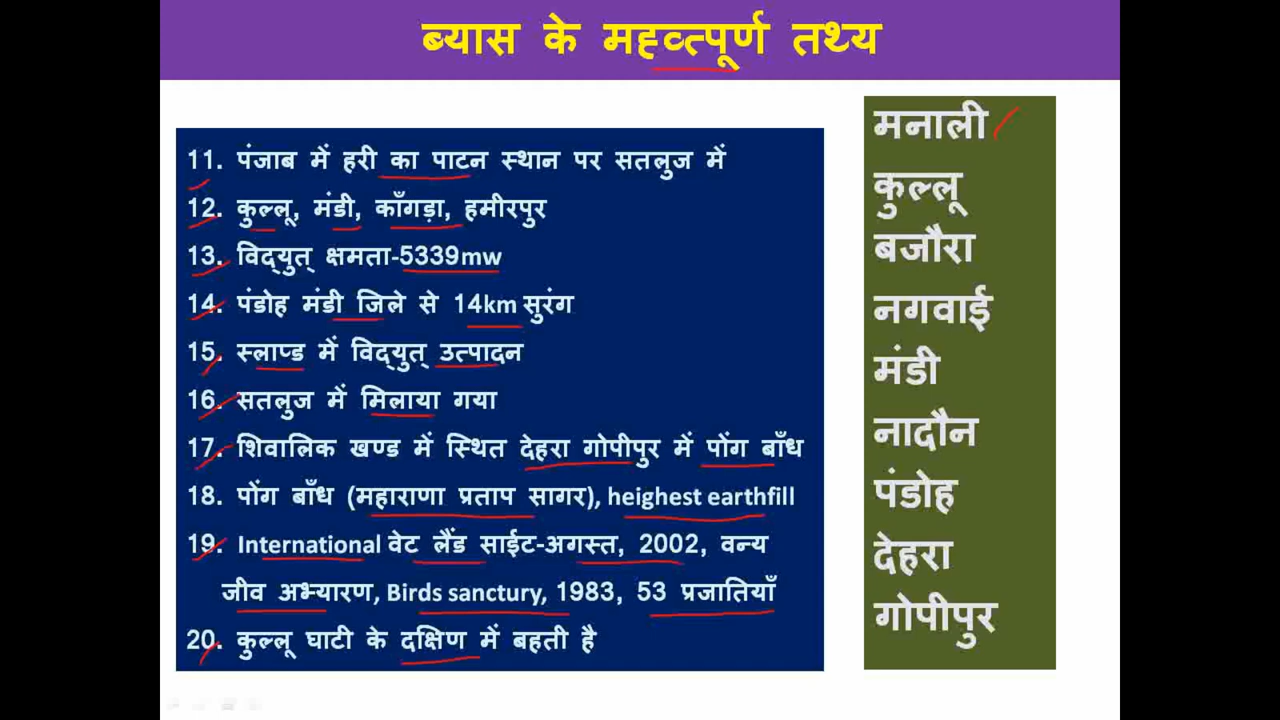 ब्यास के मह्व्त्पूर्ण तथ्य
11. पंजाब में हरी का पाटन स्थान पर सतलुज में
12. कुल्लू, मंडी, काँगड़ा, हमीरपुर
13. विद्युत् क्षमता-5339mw
14. पंडोह मंडी जिले से 14km सुरंग
15. स्लाप्ड में विद्युत् उत्पादन
16. सतलुज में मिलाया गया
17. शिवालिक खण्ड में स्थित देहरा गोपीपुर में पोंग बाँध
18. पोंग बाँध (महाराणा प्रताप सागर), heighest earthfill
19. International वेट लैंड साईट-अगस्त, 2002, वन्य
जीव अभ्यारण, Birds sanctury, 1983, 53 प्रजातियाँ
20. कुल्लू घाटी के दक्षिण में बहती है
मनाली
कुल्लू
बजौरा
नगवाई
मंडी
नादौन
पंडोह
देहरा
गोपीपुर